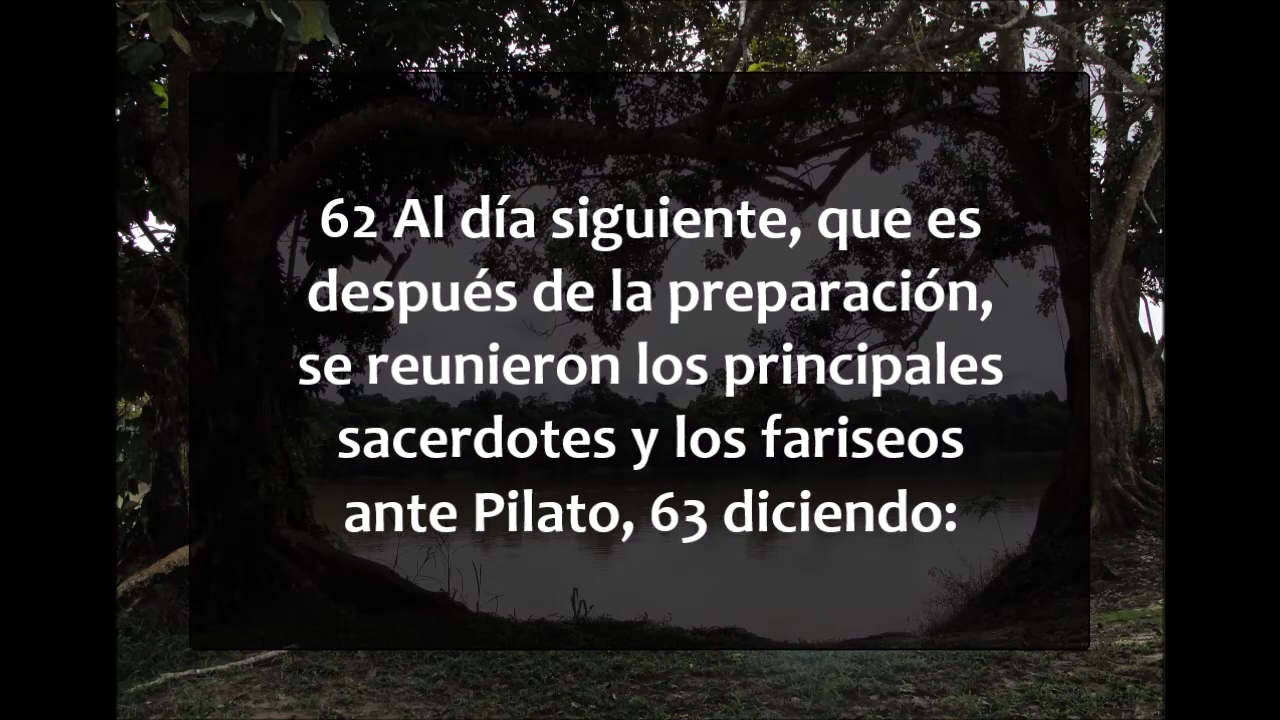 62 Al día siguiente, que es
después de la preparación,
se reunieron los principales
sacerdotes y los fariseos
ante Pilato, 63 diciendo: